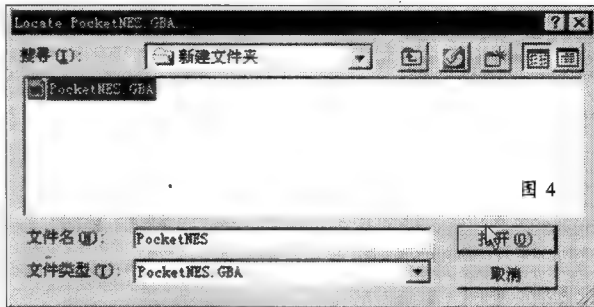 Locate PocketNES.GBA...
搜寻(I): 新建文件夹
PocketNES.GBA
图 4
文件名(N): PocketNES 打开(O)
文件类型(T): PocketNES.GBA 取消